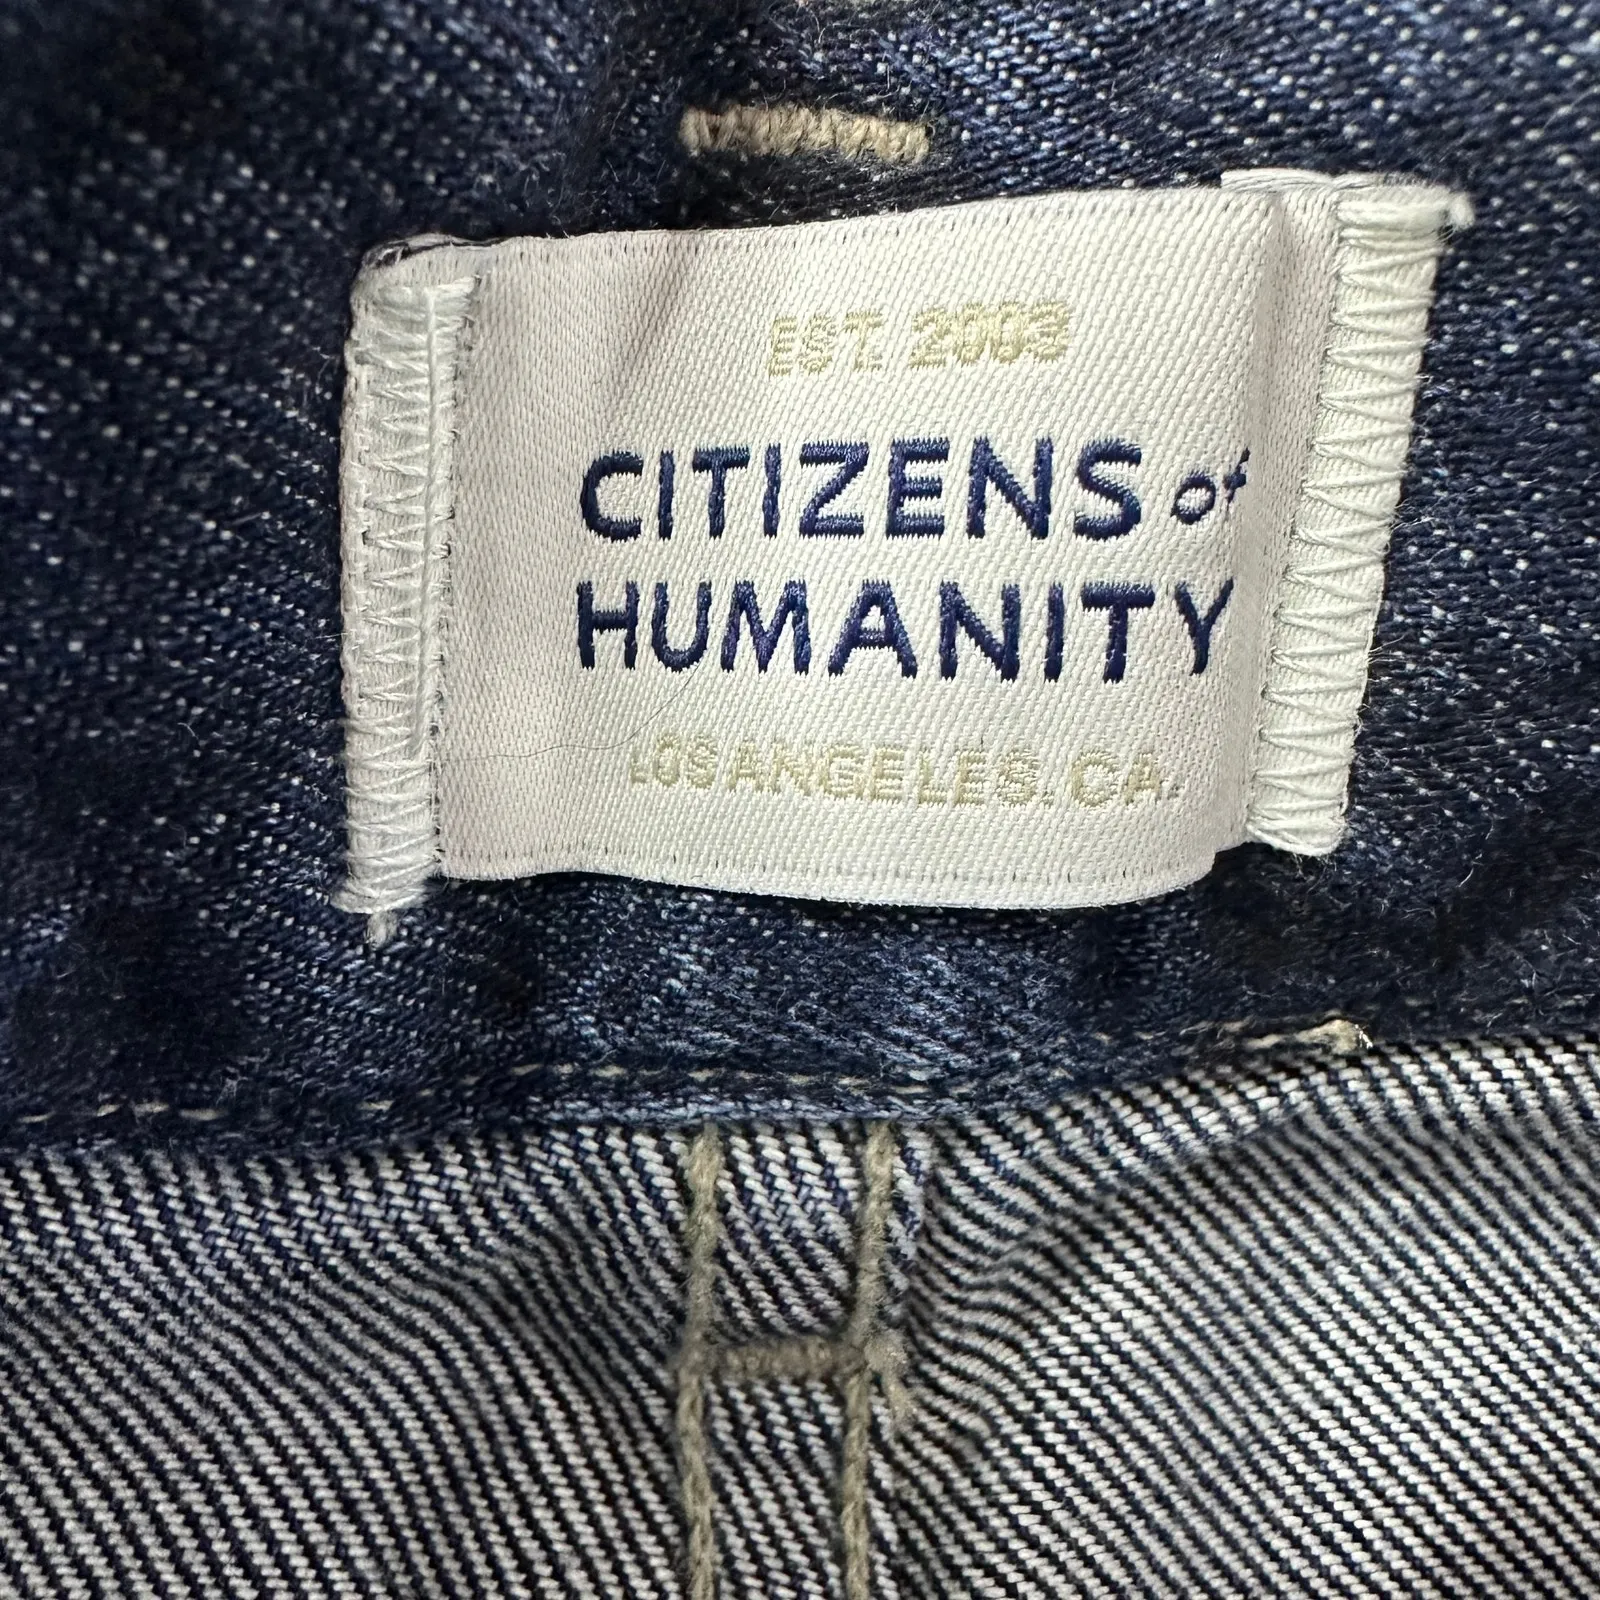 EST. 2003
CITIZENS of
HUMANITY
LOS ANGELES. CA.